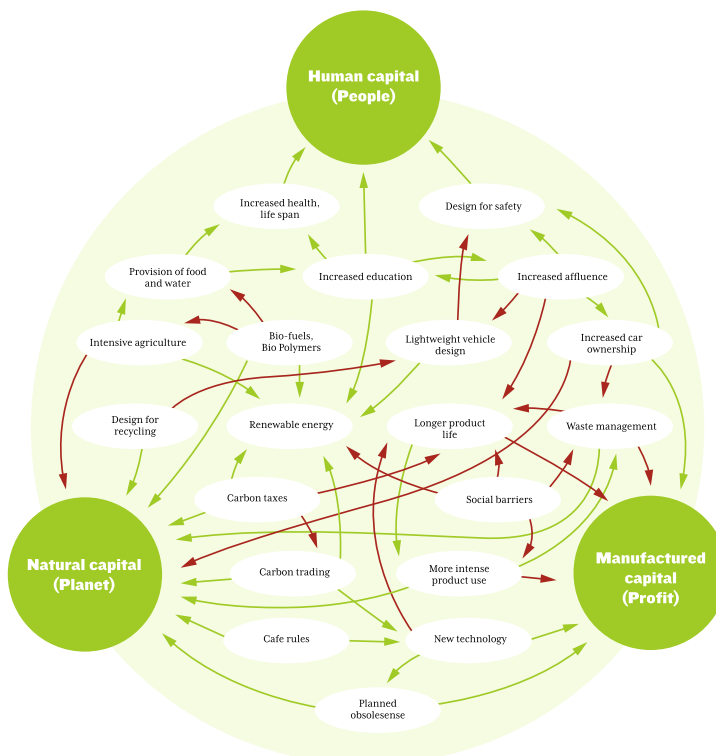 Human capital
(People)
Increased health,
life span
Design for safety
Provision of food
and water
Increased education
Increased affluence
Intensive agriculture
Bio-fuels,
Bio Polymers
Lightweight vehicle
design
Increased car
ownership
Design for
recycling
Renewable energy
Longer product
life
Waste management
Carbon taxes
Social barriers
Natural capital
(Planet)
Carbon trading
More intense
product use
Manufactured
capital
(Profit)
Cafe rules
New technology
Planned
obsolesense